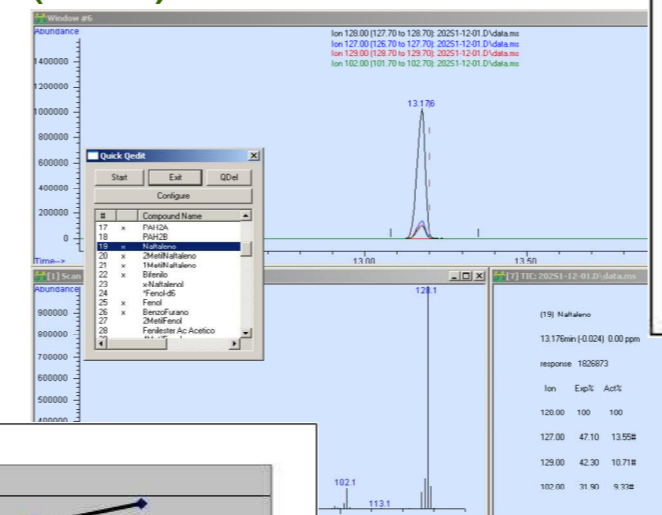 Window #6
Abundance
Ion 128.00 (127.70 to 128.70): 20251-12-01.D\data.ms
Ion 127.00 (126.70 to 127.70): 20251-12-01.D\data.ms
Ion 129.00 (128.70 to 129.70): 20251-12-01.D\data.ms
Ion 102.00 (101.70 to 102.70): 20251-12-01.D\data.ms
1400000
1200000
1000000
800000
600000
400000
200000
0
13.176
Time-->
13.00
13.50
Quick Qedit
Start
Exit
QDel
Configure
# Compound Name
17 x PAH2A
18 PAH2B
19 x Naftaleno
20 x 2MetilNaftaleno
21 x 1MetilNaftaleno
22 x Bifenilo
23 x-Naftalenol
24 *Fenol-d6
25 x Fenol
26 x BenzoFurano
27 2MetilFenol
28 Fenilester Ac Acetico
[1] Scan
Abundance
128.1
900000
800000
700000
600000
500000
400000
102.1
113.1
[7] TIC: 20251-12-01.D\data.ms
(19) Naftaleno
13.176min (-0.024) 0.00 ppm
response 1826873
Ion Exp% Act%
128.00 100 100
127.00 47.10 13.55#
129.00 42.30 10.71#
102.00 31.90 9.33#